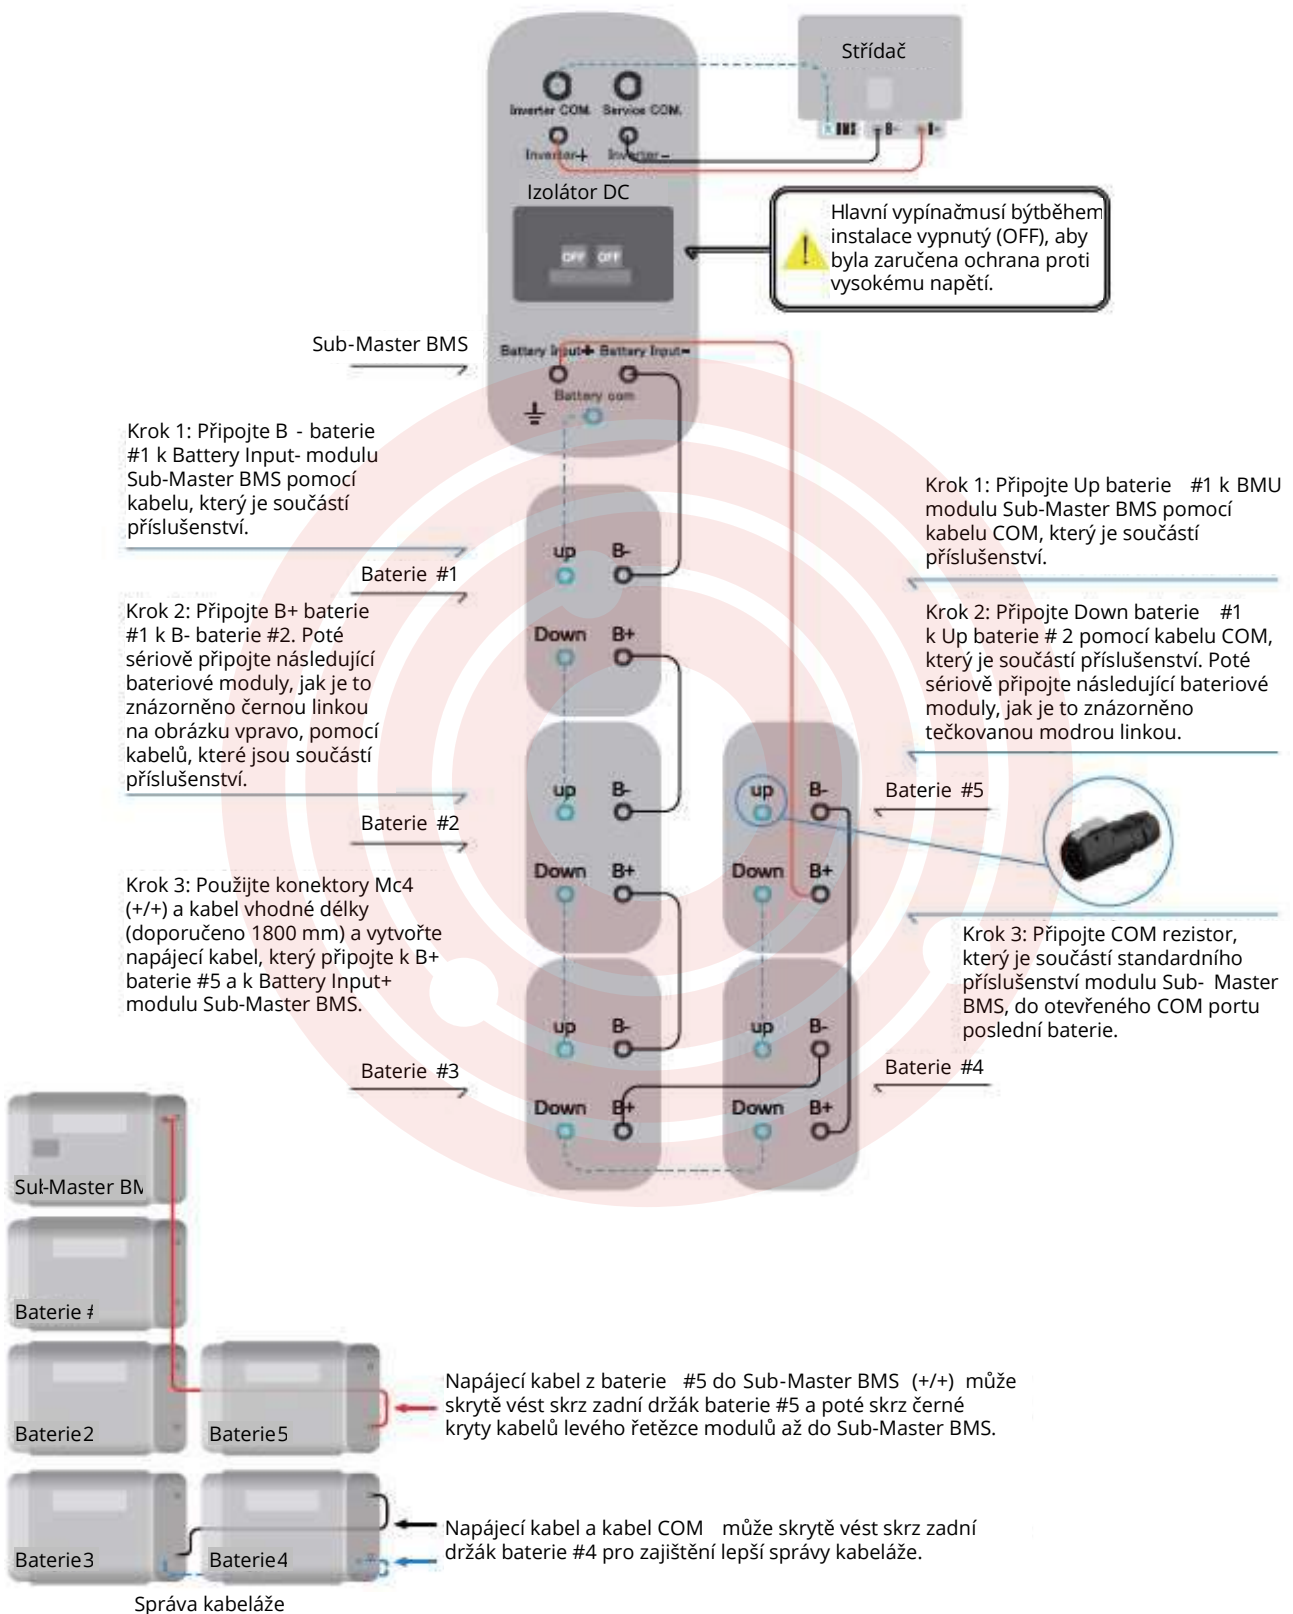 Střídač
Inverter COM. Service COM.
B- B+
Inverter+ Inverter-
Izolátor DC
OFF OFF
Hlavní vypínačmusí býtběhem
instalace vypnutý (OFF), aby
byla zaručena ochrana proti
vysokému napětí.
Sub-Master BMS
Battery Input+ Battery Input-
Battery com
Krok 1: Připojte B - baterie
#1 k Battery Input- modulu
Sub-Master BMS pomocí
kabelu, který je součástí
příslušenství.
Krok 1: Připojte Up baterie #1 k BMU
modulu Sub-Master BMS pomocí
kabelu COM, který je součástí
příslušenství.
up B-
Baterie #1
Down B+
Krok 2: Připojte B+ baterie
#1 k B- baterie #2. Poté
sériově připojte následující
bateriové moduly, jak je to
znázorněno černou linkou
na obrázku vpravo, pomocí
kabelů, které jsou součástí
příslušenství.
Krok 2: Připojte Down baterie #1
k Up baterie # 2 pomocí kabelu COM,
který je součástí příslušenství. Poté
sériově připojte následující bateriové
moduly, jak je to znázorněno
tečkovanou modrou linkou.
up B-
up B-
Baterie #5
Baterie #2
Down B+
Down B+
Krok 3: Použijte konektory Mc4
(+/+) a kabel vhodné délky
(doporučeno 1800 mm) a vytvořte
napájecí kabel, který připojte k B+
baterie #5 a k Battery Input+
modulu Sub-Master BMS.
Krok 3: Připojte COM rezistor,
který je součástí standardního
příslušenství modulu Sub- Master
BMS, do otevřeného COM portu
poslední baterie.
up B-
up B-
Baterie #3
Baterie #4
Down B+
Down B+
Sub-Master BM
Baterie #
Baterie2
Baterie5
Napájecí kabel z baterie #5 do Sub-Master BMS (+/+) může
skrytě vést skrz zadní držák baterie #5 a poté skrz černé
kryty kabelů levého řetězce modulů až do Sub-Master BMS.
Baterie3
Baterie4
Napájecí kabel a kabel COM může skrytě vést skrz zadní
držák baterie #4 pro zajištění lepší správy kabeláže.
Správa kabeláže